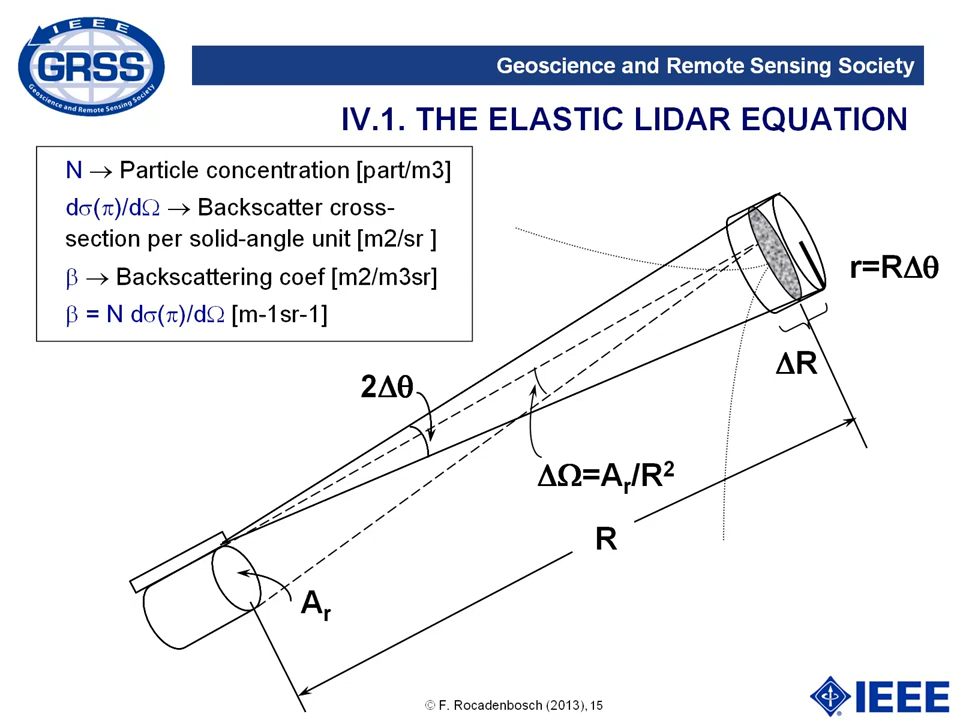 IEEE
GRSS
Geoscience and Remote Sensing Society
Geoscience and Remote Sensing Society
IV.1. THE ELASTIC LIDAR EQUATION
N → Particle concentration [part/m3]
dσ(π)/dΩ → Backscatter cross-
section per solid-angle unit [m2/sr ]
β → Backscattering coef [m2/m3sr]
β = N dσ(π)/dΩ [m-1sr-1]
r=RΔθ
ΔR
2Δθ
ΔΩ=Aᵣ/R²
R
Aᵣ
© F. Rocadenbosch (2013), 15
IEEE